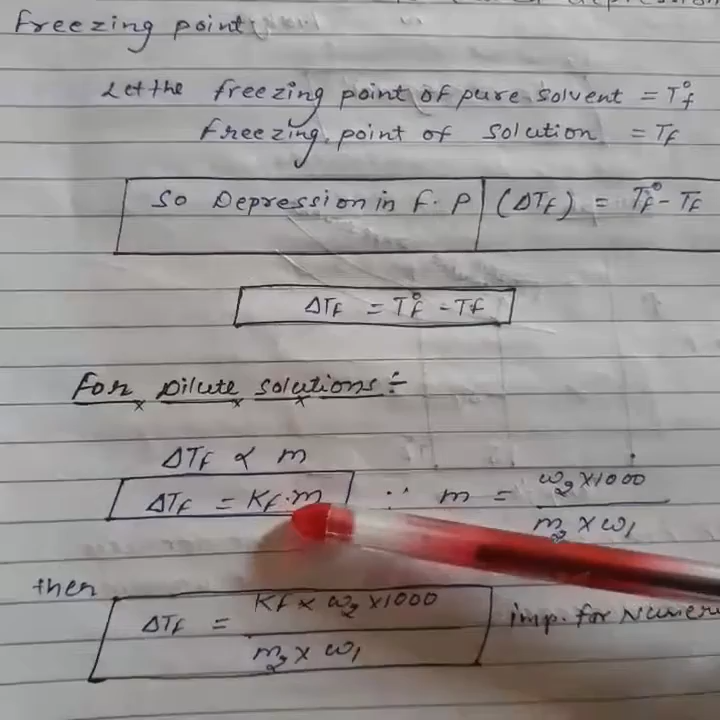 Freezing point
Let the freezing point of pure solvent = T°f
Freezing point of solution = Tf
So Depression in F.P (ΔTf) = T°f - Tf
ΔTf = T°f - Tf
For Dilute Solutions ÷
ΔTf ∝ m
ΔTf = Kf.m ∵ m = w₂×1000 / m₂×w₁
then ΔTf = Kf × w₂ ×1000 / m₂ × w₁ imp. for Numer